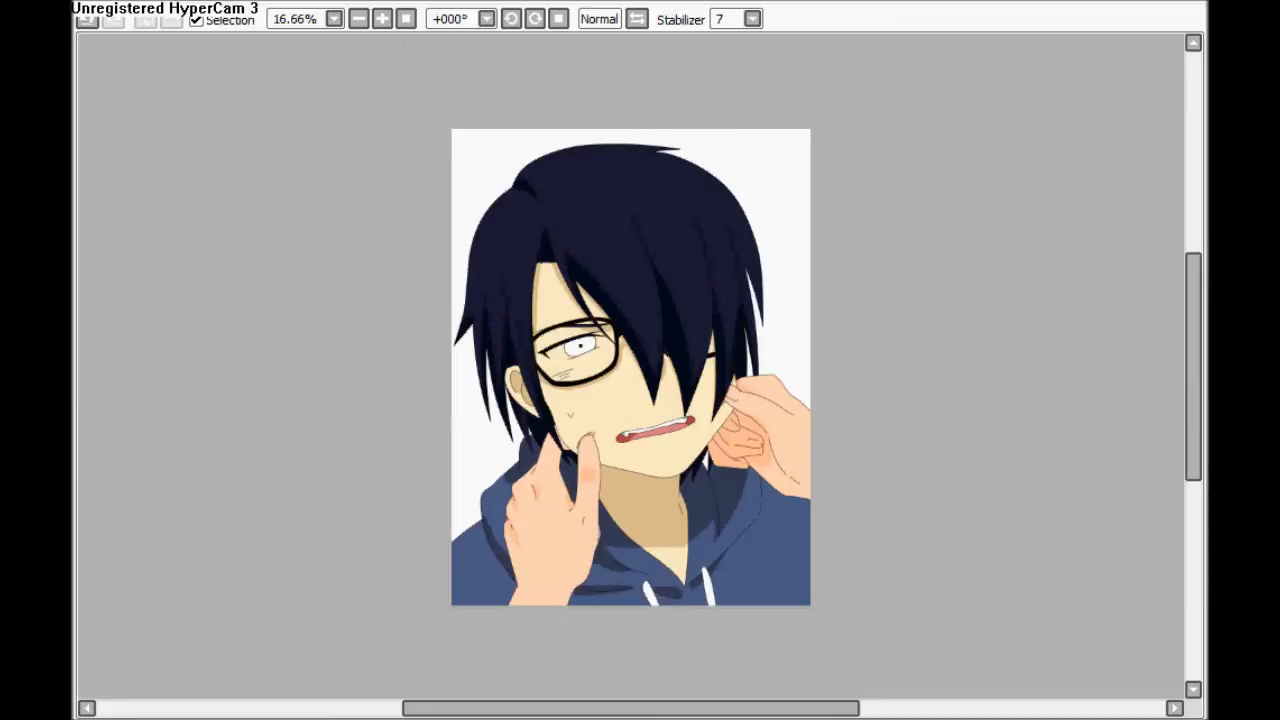 Unregistered HyperCam 3
Selection 16.66% +000° Normal Stabilizer 7